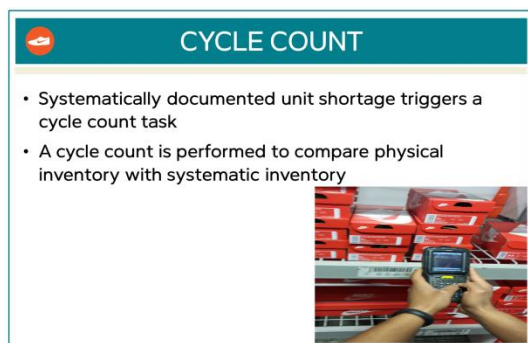 CYCLE COUNT
• Systematically documented unit shortage triggers a
cycle count task
• A cycle count is performed to compare physical
inventory with systematic inventory